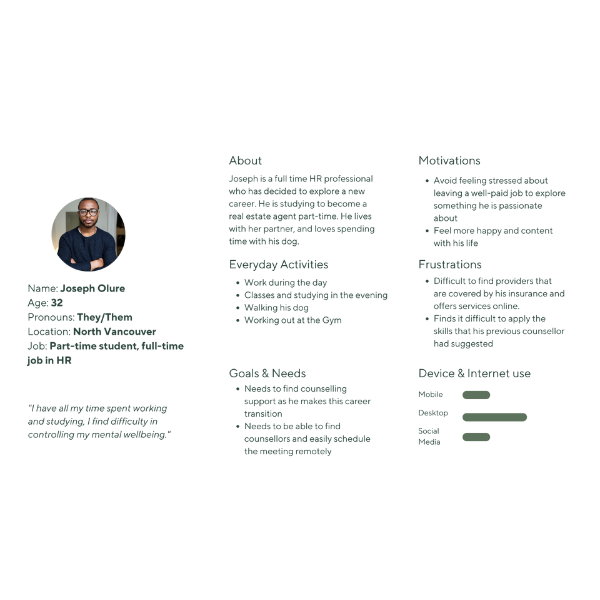 Name: Joseph Olure
Age: 32
Pronouns: They/Them
Location: North Vancouver
Job: Part-time student, full-time
job in HR
"I have all my time spent working
and studying, I find difficulty in
controlling my mental wellbeing."
About
Joseph is a full time HR professional
who has decided to explore a new
career. He is studying to become a
real estate agent part-time. He lives
with her partner, and loves spending
time with his dog.
Everyday Activities
• Work during the day
• Classes and studying in the evening
• Walking his dog
• Working out at the Gym
Goals & Needs
• Needs to find counselling
support as he makes this career
transition
• Needs to be able to find
counsellors and easily schedule
the meeting remotely
Motivations
• Avoid feeling stressed about
leaving a well-paid job to explore
something he is passionate
about
• Feel more happy and content
with his life
Frustrations
• Difficult to find providers that
are covered by his insurance and
offers services online.
• Finds it difficult to apply the
skills that his previous counsellor
had suggested
Device & Internet use
Mobile
Desktop
Social
Media